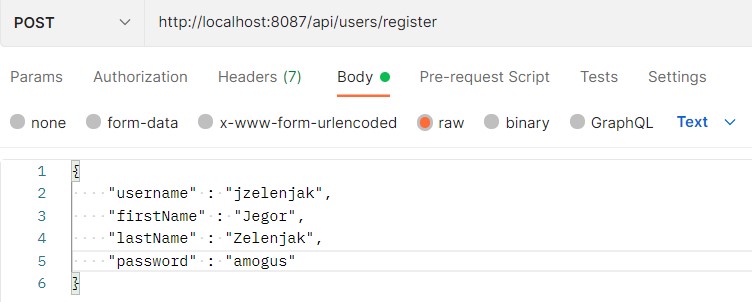 POST http://localhost:8087/api/users/register
Params Authorization Headers (7) Body Pre-request Script Tests Settings
none form-data x-www-form-urlencoded raw binary GraphQL Text
1 {
2 "username" : "jzelenjak",
3 "firstName" : "Jegor",
4 "lastName" : "Zelenjak",
5 "password" : "amogus"
6 }